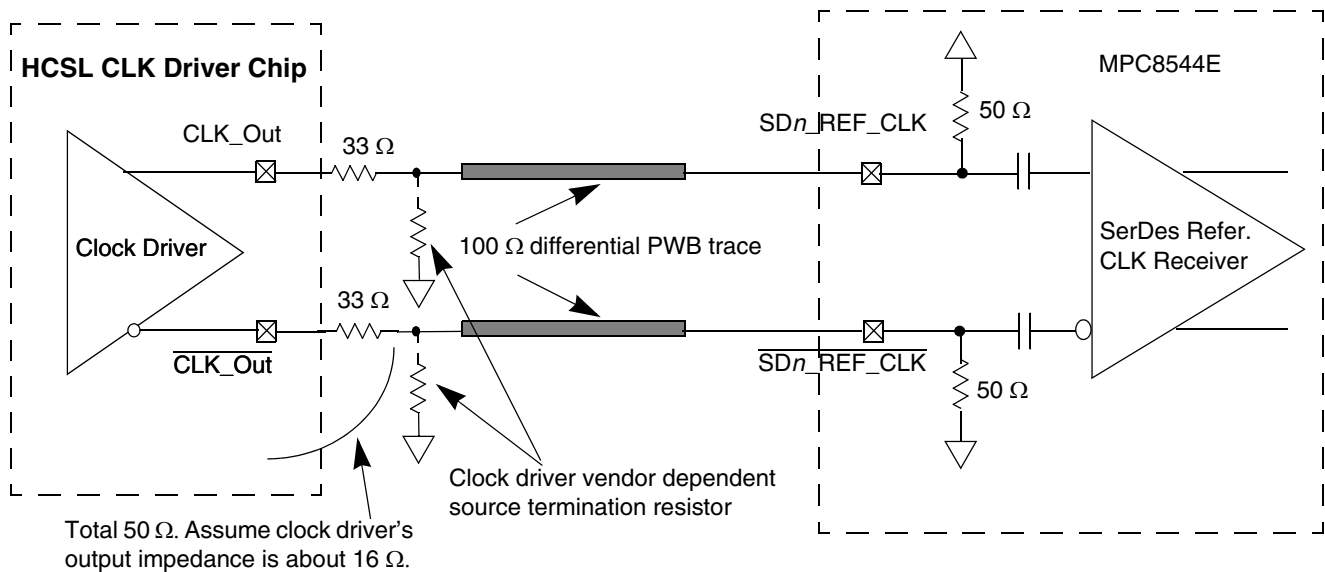 HCSL CLK Driver Chip
MPC8544E
CLK_Out
SDn_REF_CLK
50 Ω
33 Ω
Clock Driver
100 Ω differential PWB trace
SerDes Refer.
CLK Receiver
33 Ω
CLK_Out
SDn_REF_CLK
50 Ω
Clock driver vendor dependent
source termination resistor
Total 50 Ω. Assume clock driver's
output impedance is about 16 Ω.